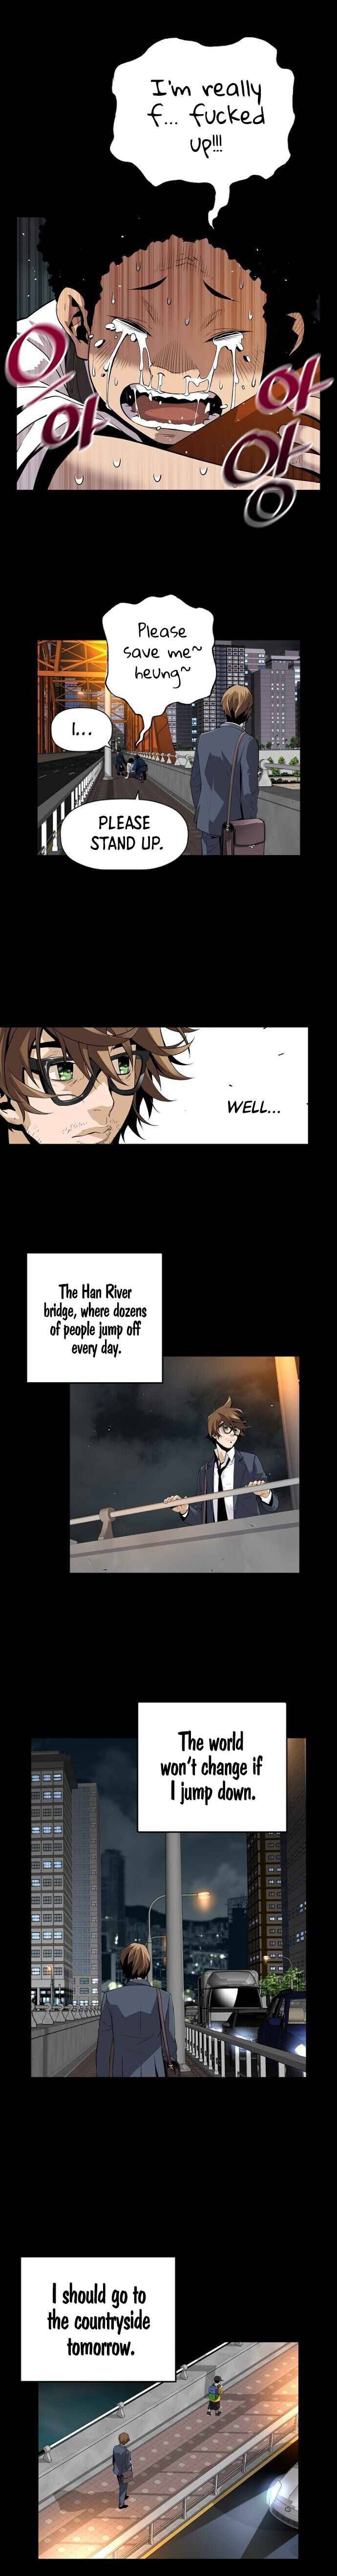 I'm really
f... fucked
up!!!
으
아
아
앙
Please
save me~
heung~
I...
PLEASE
STAND UP.
WELL...
The Han River
bridge, where dozens
of people jump off
every day.
The world
won't change if
I jump down.
I should go to
the countryside
tomorrow.